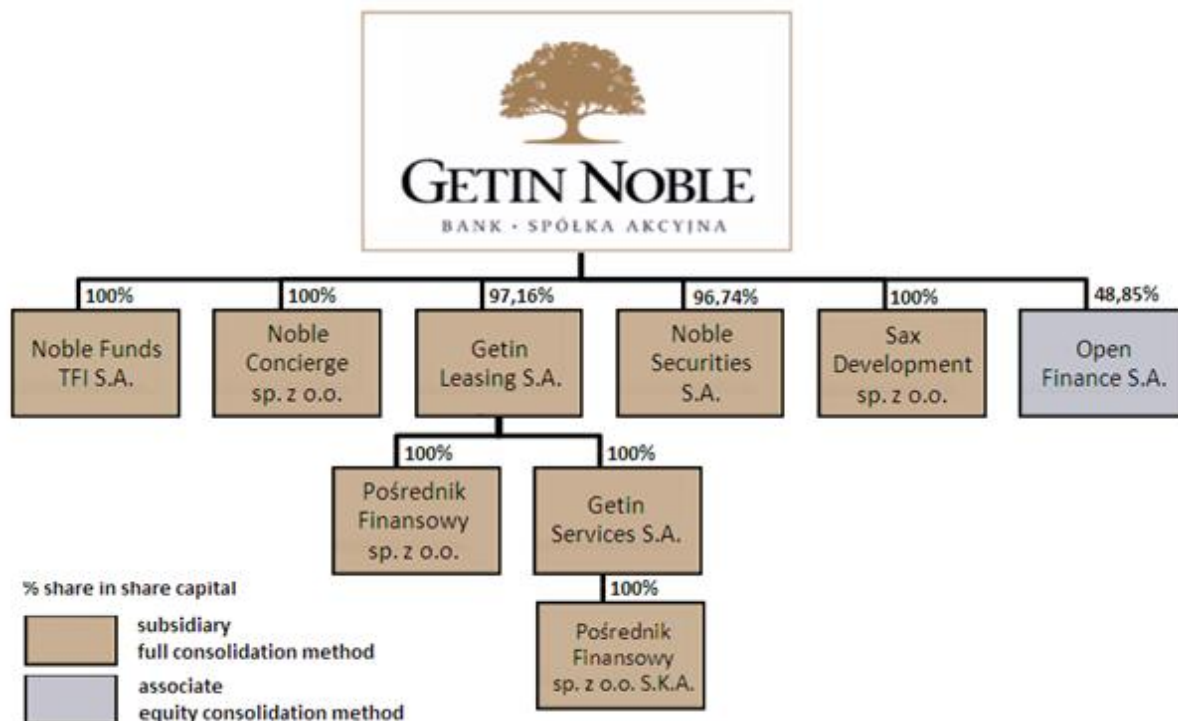 GETIN NOBLE
BANK · SPÓŁKA AKCYJNA
100%
100%
97,16%
96,74%
100%
48,85%
Noble Funds
TFI S.A.
Noble
Concierge
sp. z o.o.
Getin
Leasing S.A.
Noble
Securities
S.A.
Sax
Development
sp. z o.o.
Open
Finance S.A.
100%
100%
Pośrednik
Finansowy
sp. z o.o.
Getin
Services S.A.
100%
Pośrednik
Finansowy
sp. z o.o. S.K.A.
% share in share capital
subsidiary
full consolidation method
associate
equity consolidation method